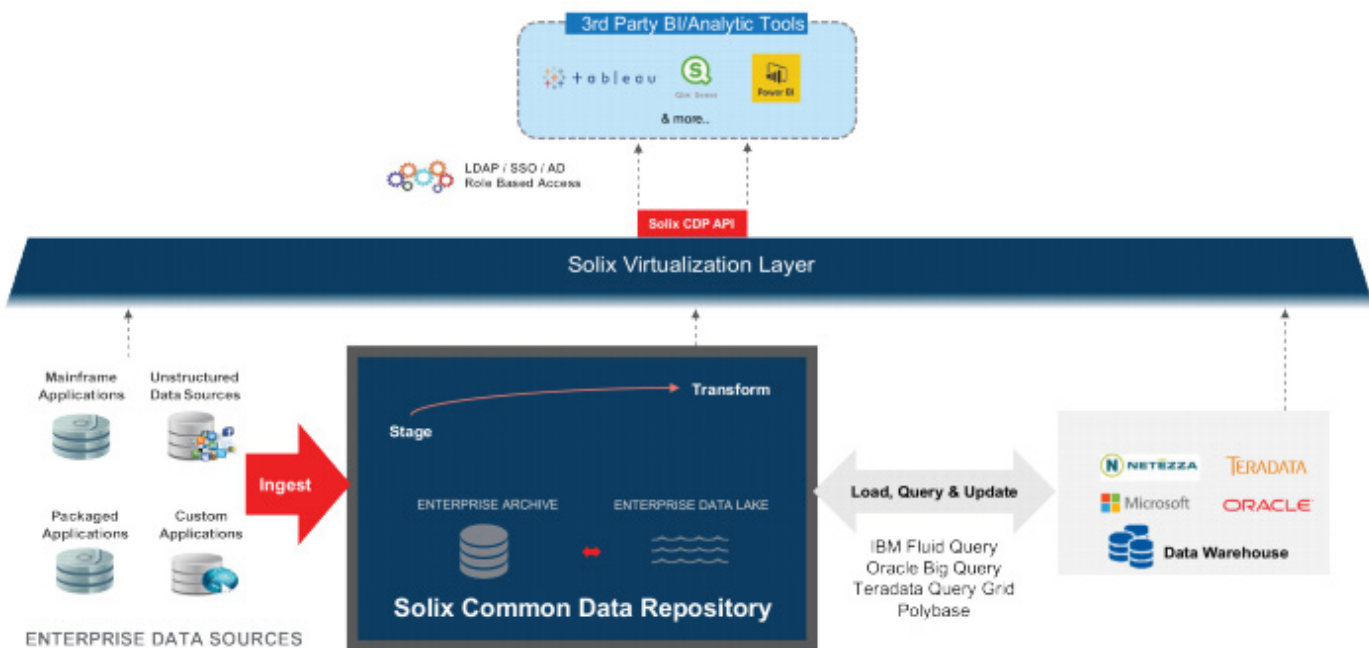 3rd Party BI/Analytic Tools
+ a b l e a u
Qlik Sense
Power BI
& more..
LDAP / SSO / AD
Role Based Access
Solix CDP API
Solix Virtualization Layer
Mainframe
Applications
Unstructured
Data Sources
Packaged
Applications
Custom
Applications
ENTERPRISE DATA SOURCES
Ingest
Stage
Transform
ENTERPRISE ARCHIVE
ENTERPRISE DATA LAKE
Solix Common Data Repository
Load, Query & Update
IBM Fluid Query
Oracle Big Query
Teradata Query Grid
Polybase
NETEZZA
TERADATA
Microsoft
ORACLE
Data Warehouse